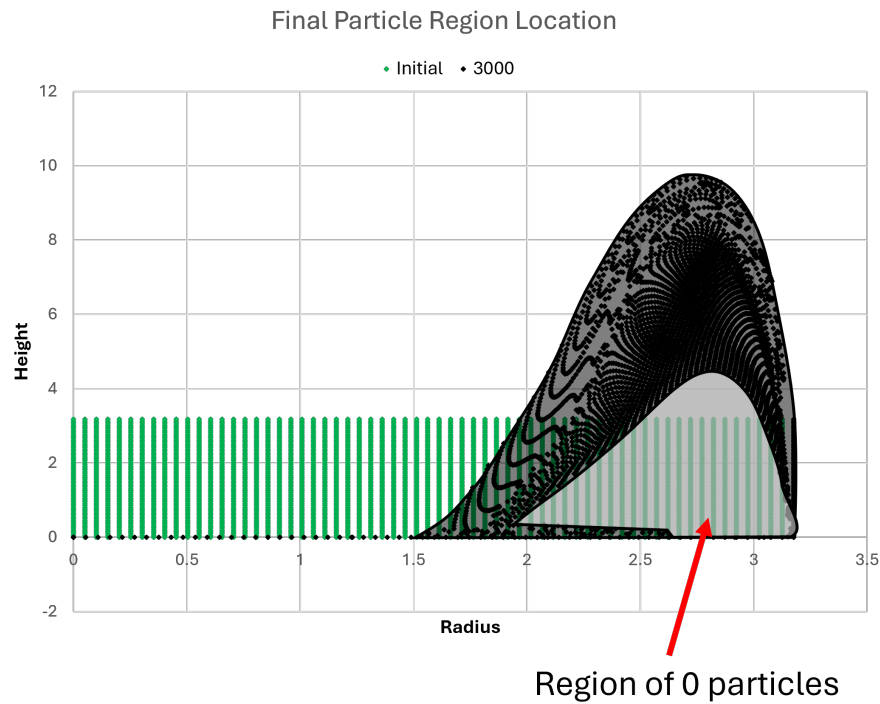 Final Particle Region Location
Initial 3000
12
10
8
6
4
2
0
-2
0 0.5 1 1.5 2 2.5 3 3.5
Height
Radius
Region of 0 particles